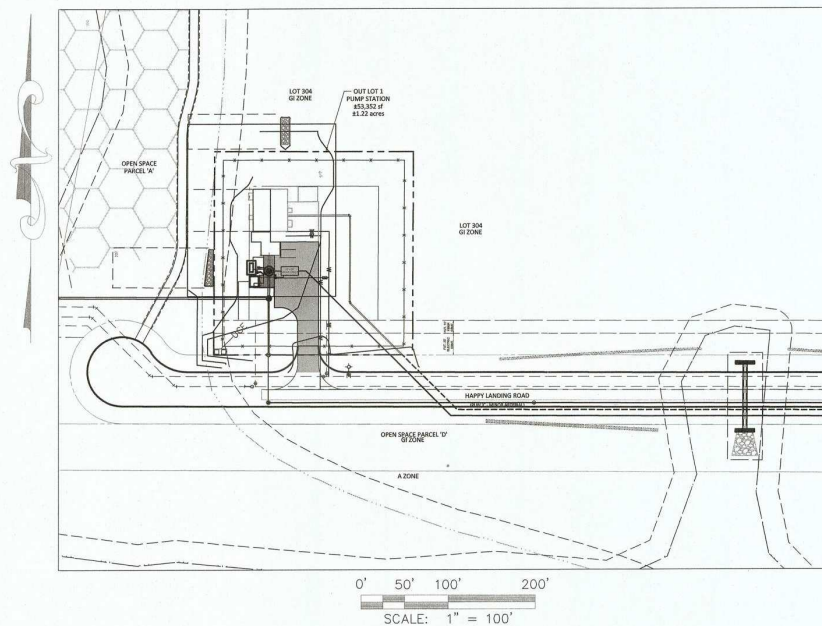 LOT 304
GI ZONE
OUT LOT 1
PUMP STATION
±53,352 sf
±1.22 acres
OPEN SPACE
PARCEL 'A'
LOT 304
GI ZONE
HAPPY LANDING ROAD
OPEN SPACE PARCEL 'D'
GI ZONE
A ZONE
0' 50' 100' 200'
SCALE: 1" = 100'